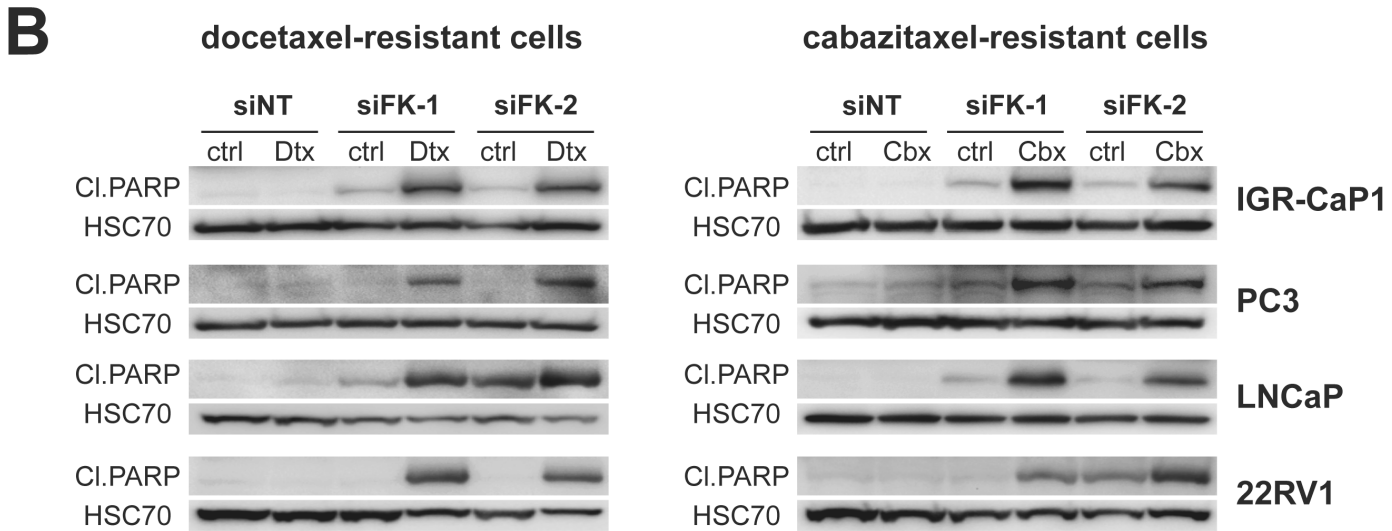 B
docetaxel-resistant cells cabazitaxel-resistant cells
siNT siFK-1 siFK-2 siNT siFK-1 siFK-2
ctrl Dtx ctrl Dtx ctrl Dtx ctrl Cbx ctrl Cbx ctrl Cbx
Cl.PARP Cl.PARP IGR-CaP1
HSC70 HSC70
Cl.PARP Cl.PARP PC3
HSC70 HSC70
Cl.PARP Cl.PARP LNCaP
HSC70 HSC70
Cl.PARP Cl.PARP 22RV1
HSC70 HSC70